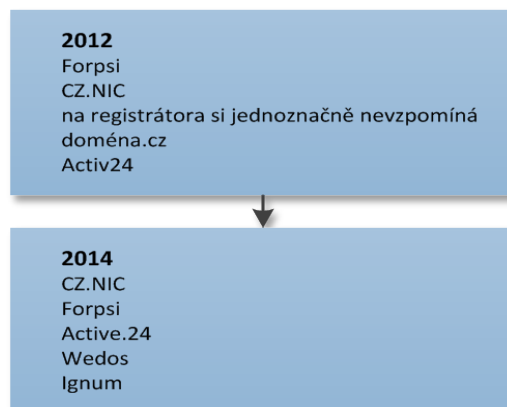 2012
Forpsi
CZ.NIC
na registrátora si jednoznačně nevzpomíná
doména.cz
Activ24
2014
CZ.NIC
Forpsi
Active.24
Wedos
Ignum